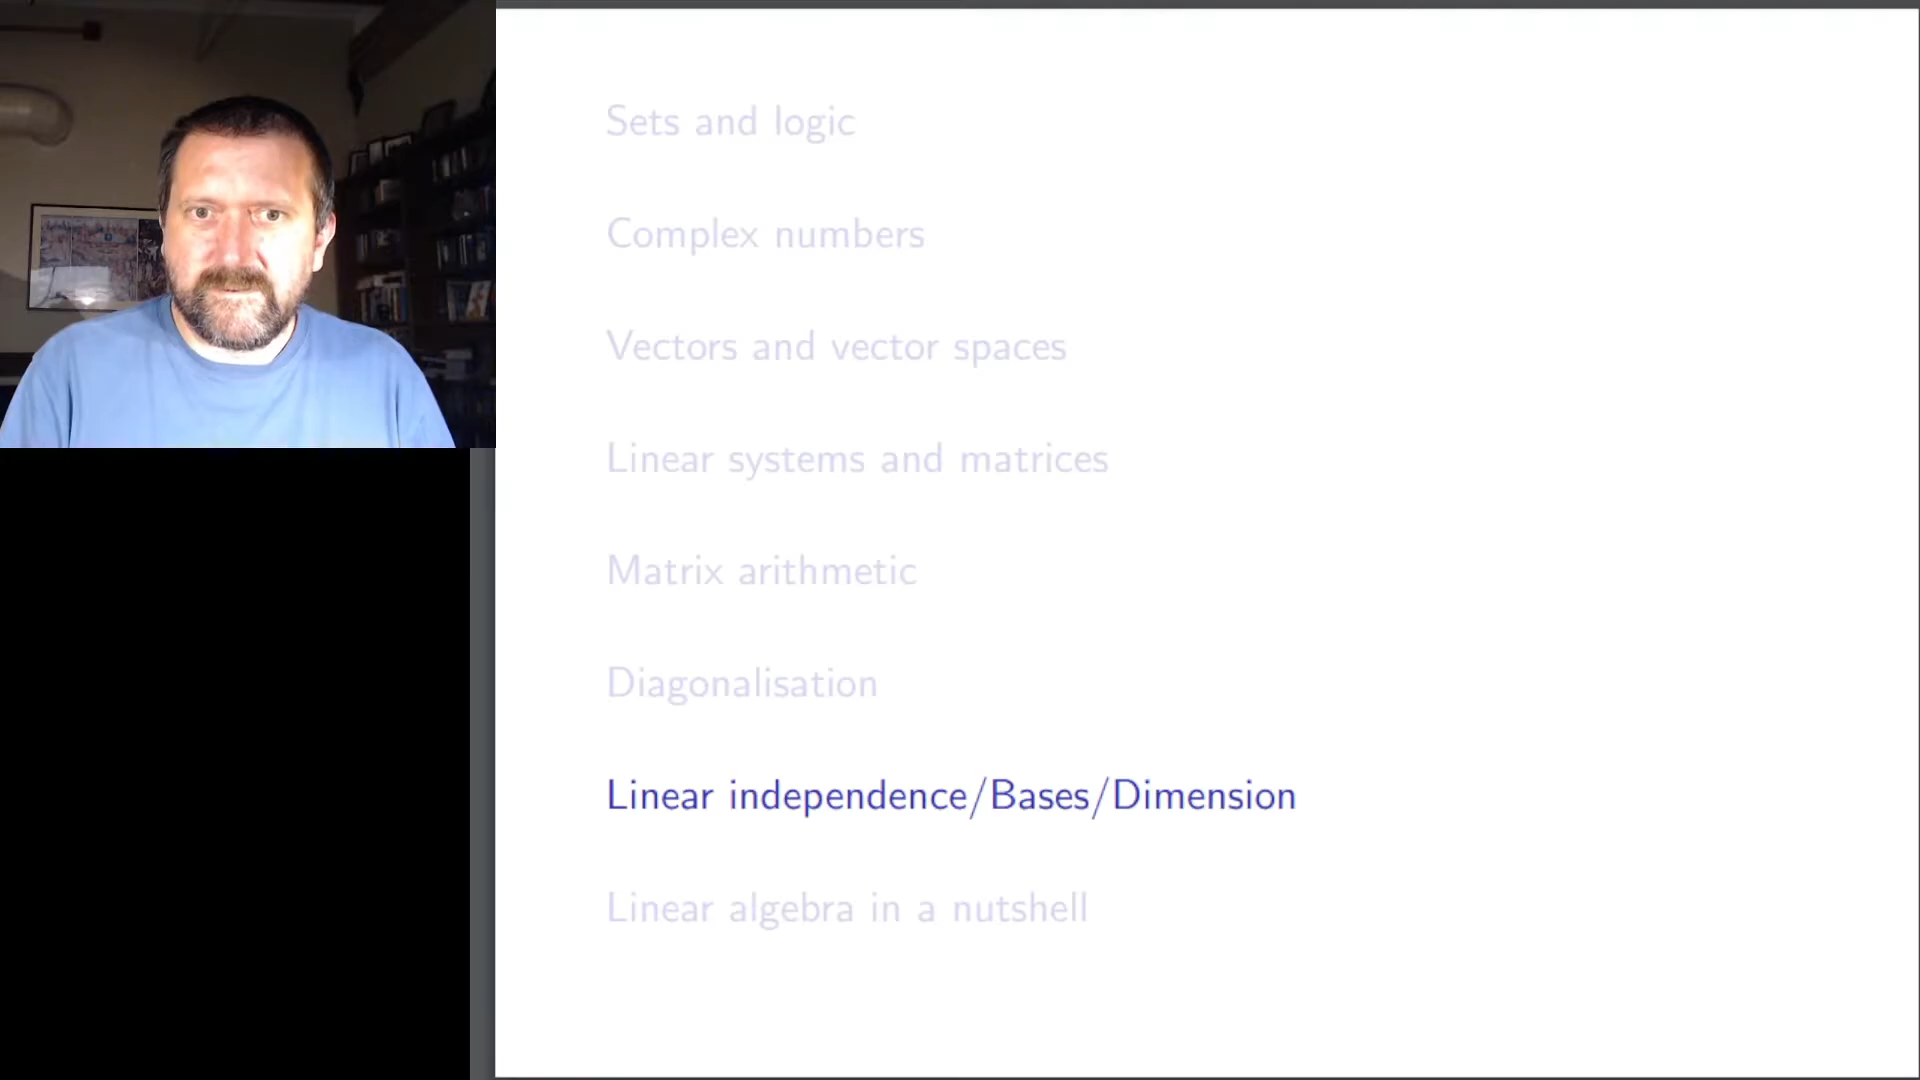 Sets and logic
Complex numbers
Vectors and vector spaces
Linear systems and matrices
Matrix arithmetic
Diagonalisation
Linear independence/Bases/Dimension
Linear algebra in a nutshell